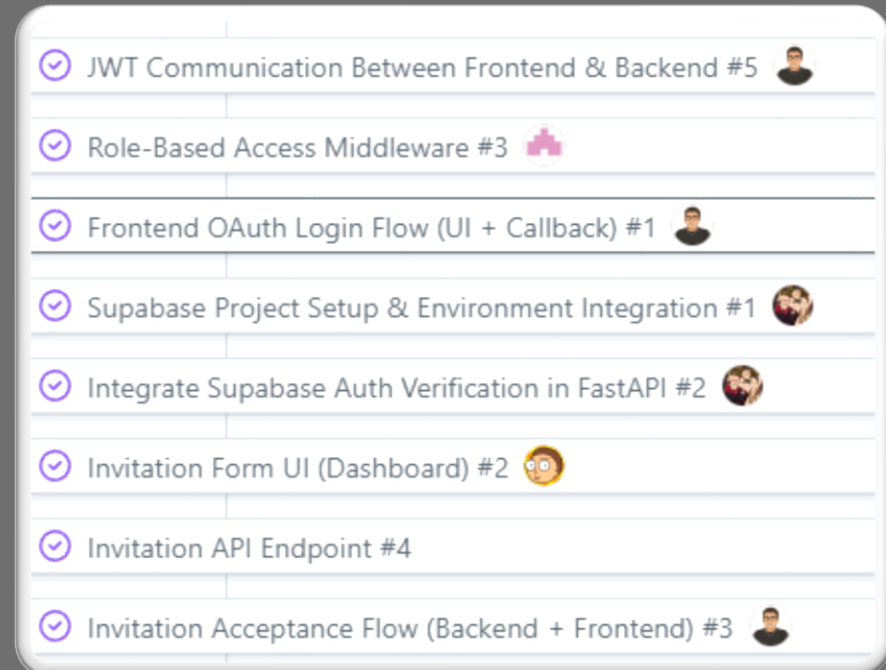 JWT Communication Between Frontend & Backend #5
Role-Based Access Middleware #3
Frontend OAuth Login Flow (UI + Callback) #1
Supabase Project Setup & Environment Integration #1
Integrate Supabase Auth Verification in FastAPI #2
Invitation Form UI (Dashboard) #2
Invitation API Endpoint #4
Invitation Acceptance Flow (Backend + Frontend) #3